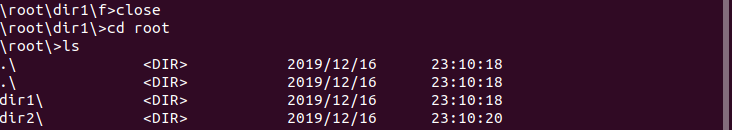 \root\dir1\f>close
\root\dir1\>cd root
\root\>ls
.\ <DIR> 2019/12/16 23:10:18
.\ <DIR> 2019/12/16 23:10:18
dir1\ <DIR> 2019/12/16 23:10:18
dir2\ <DIR> 2019/12/16 23:10:20